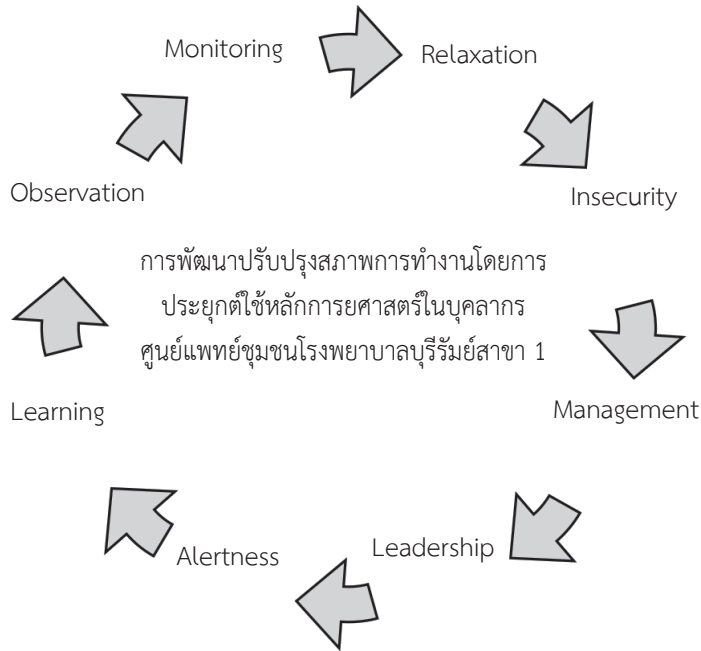 Monitoring
Relaxation
Observation
Insecurity
การพัฒนาปรับปรุงสภาพการทำงานโดยการ
ประยุกต์ใช้หลักการยศาสตร์ในบุคลากร
ศูนย์แพทย์ชุมชนโรงพยาบาลบุรีรัมย์สาขา 1
Learning
Management
Alertness
Leadership